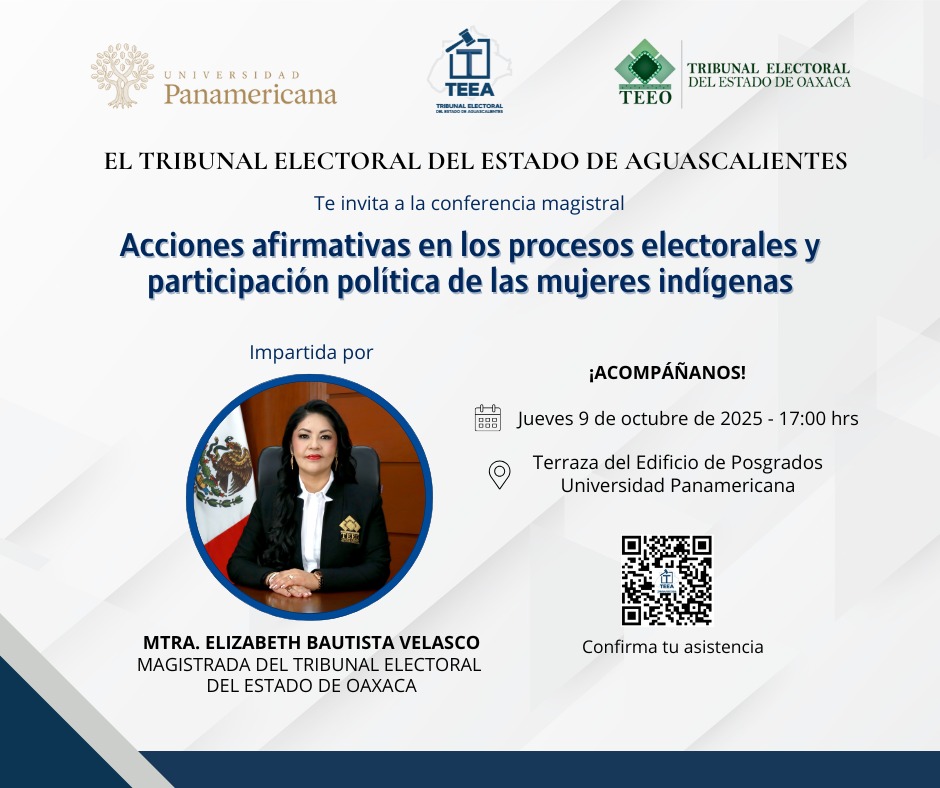 UNIVERSIDAD
Panamericana
TEEA
TRIBUNAL ELECTORAL
DEL ESTADO DE AGUASCALIENTES
TEEO
TRIBUNAL ELECTORAL
DEL ESTADO DE OAXACA
EL TRIBUNAL ELECTORAL DEL ESTADO DE AGUASCALIENTES
Te invita a la conferencia magistral
Acciones afirmativas en los procesos electorales y
participación política de las mujeres indígenas
Impartida por
TEEO
MTRA. ELIZABETH BAUTISTA VELASCO
MAGISTRADA DEL TRIBUNAL ELECTORAL
DEL ESTADO DE OAXACA
¡ACOMPÁÑANOS!
Jueves 9 de octubre de 2025 - 17:00 hrs
Terraza del Edificio de Posgrados
Universidad Panamericana
TEEA
Confirma tu asistencia